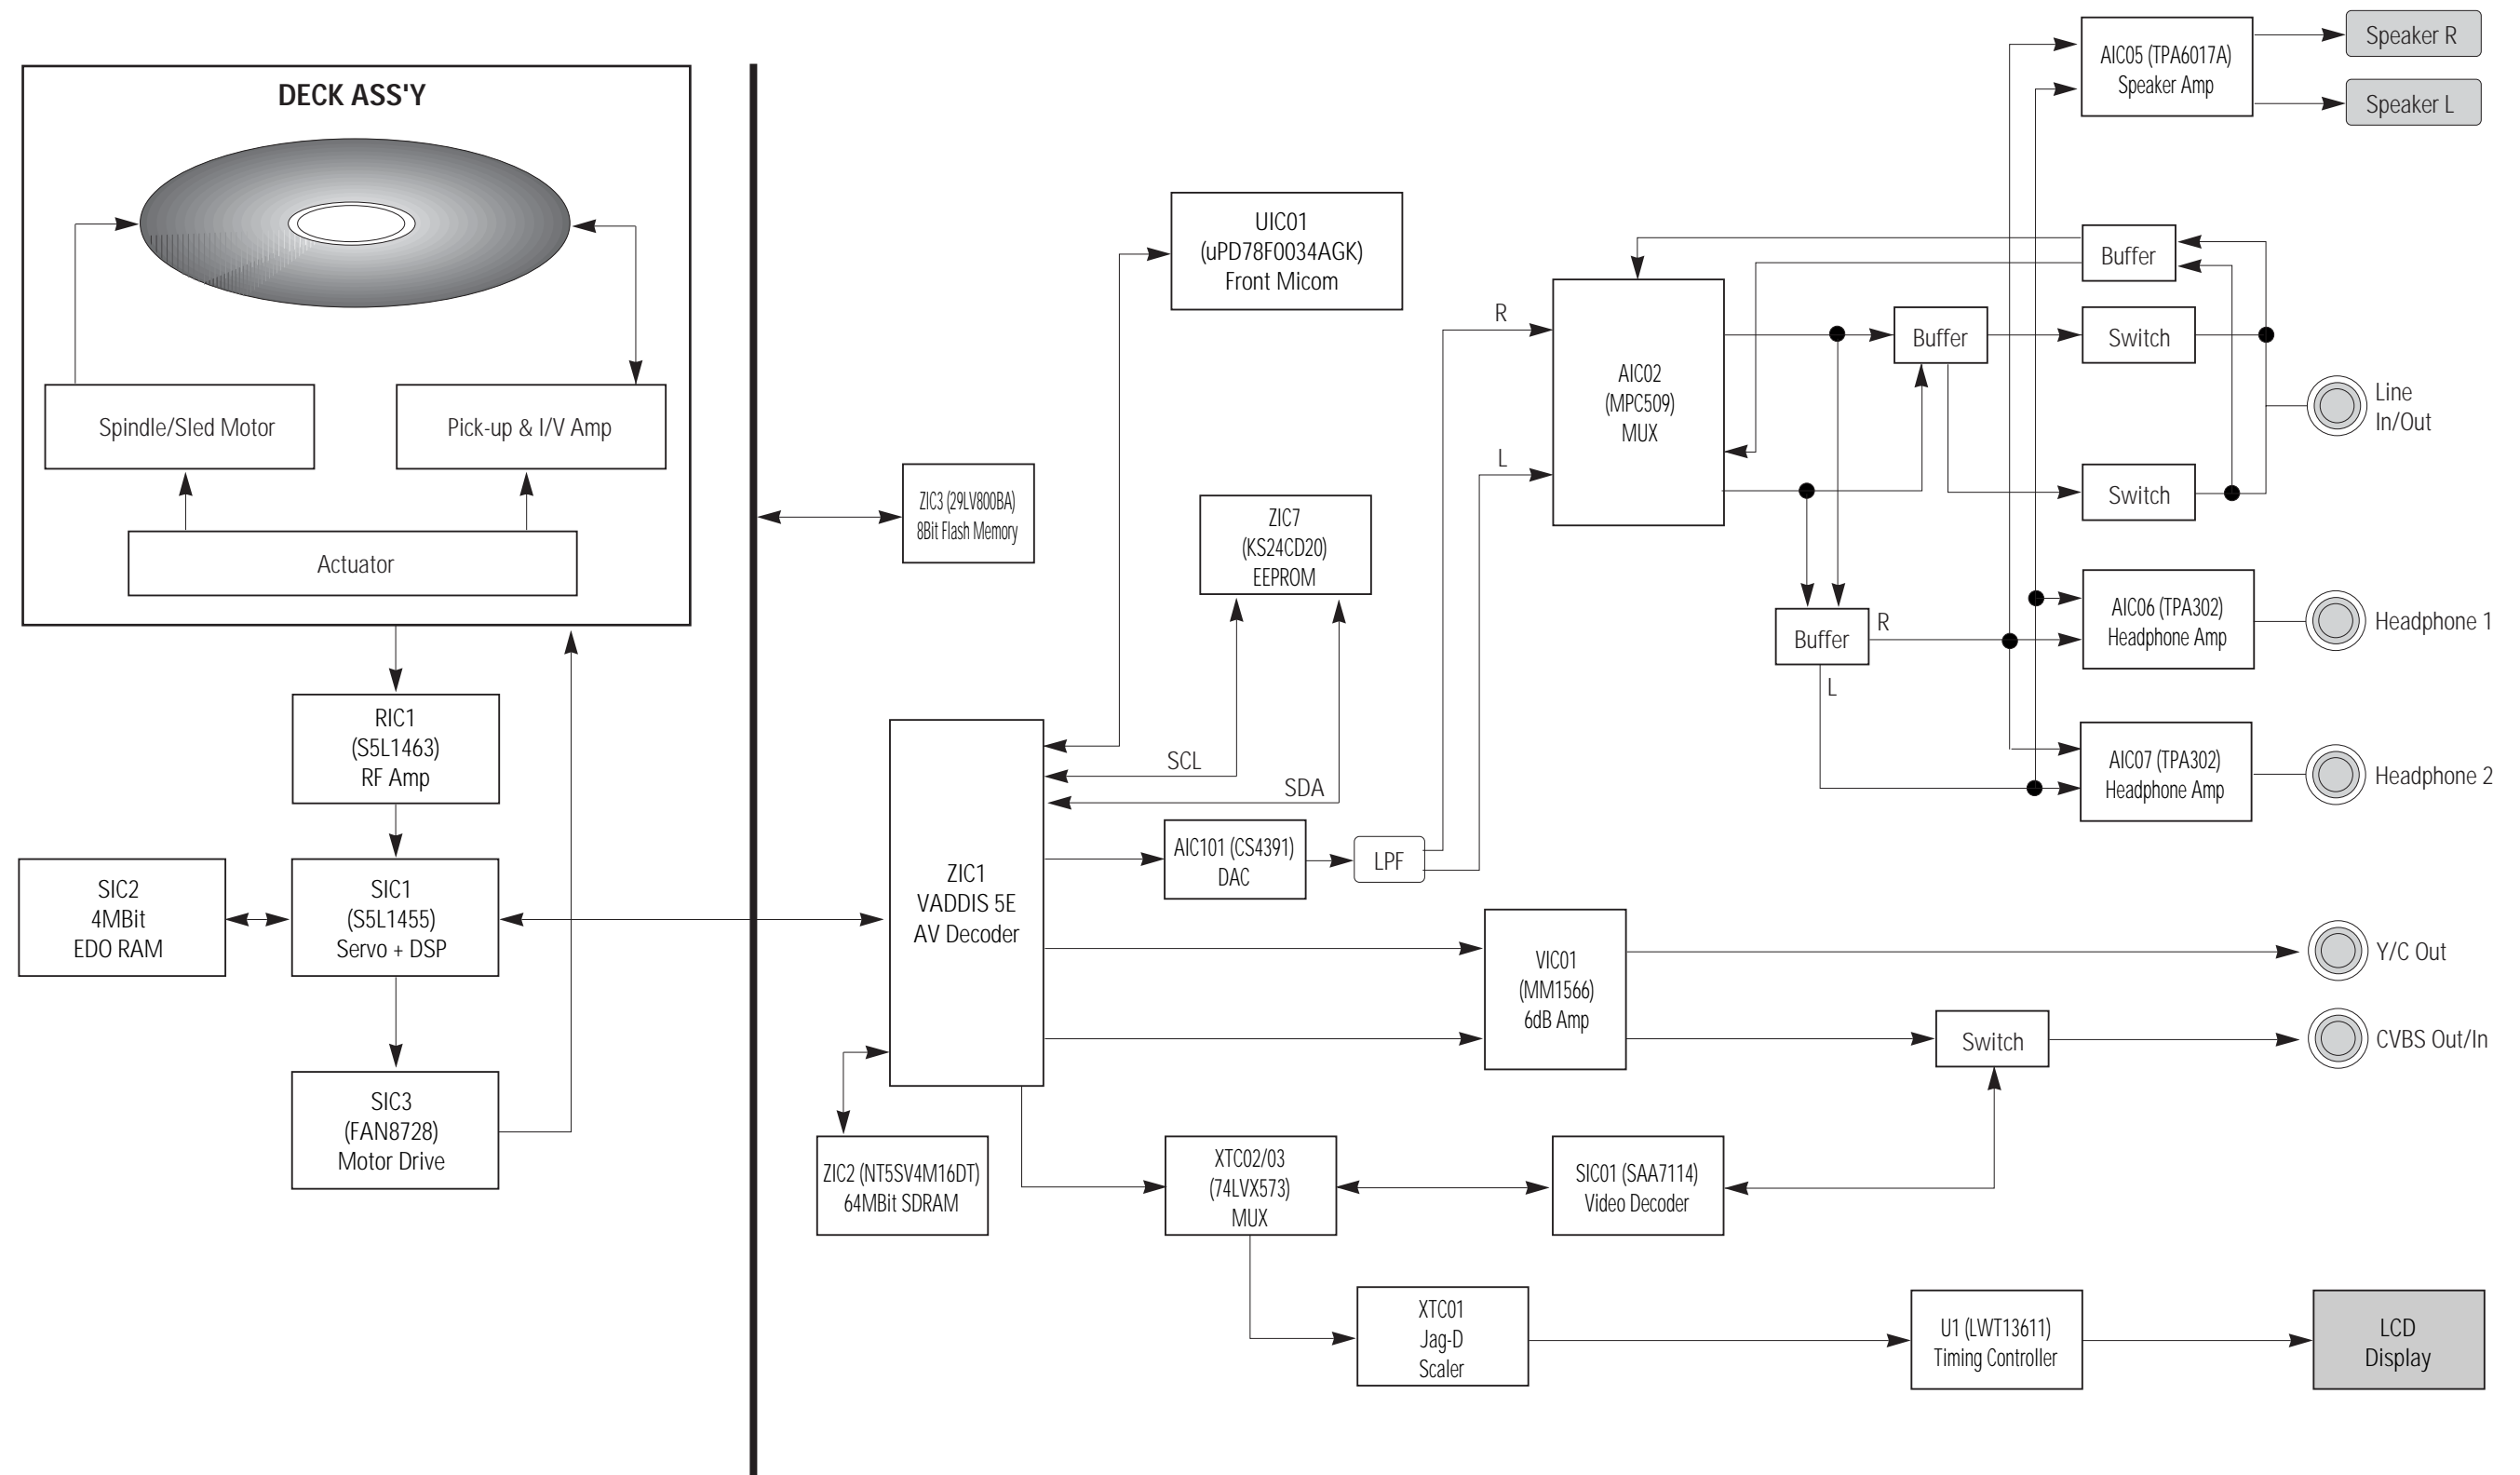 DECK ASS'Y
Spindle/Sled Motor
Pick-up & I/V Amp
Actuator
RIC1
(S5L1463)
RF Amp
SIC2
4MBit
EDO RAM
SIC1
(S5L1455)
Servo + DSP
SIC3
(FAN8728)
Motor Drive
ZIC3 (29LV800BA)
8Bit Flash Memory
UIC01
(uPD78F0034AGK)
Front Micom
ZIC7
(KS24CD20)
EEPROM
SCL
SDA
ZIC1
VADDIS 5E
AV Decoder
AIC101 (CS4391)
DAC
LPF
R
L
AIC02
(MPC509)
MUX
Buffer
Buffer
Switch
Switch
Line
In/Out
Buffer
R
L
AIC05 (TPA6017A)
Speaker Amp
Speaker R
Speaker L
AIC06 (TPA302)
Headphone Amp
Headphone 1
AIC07 (TPA302)
Headphone Amp
Headphone 2
VIC01
(MM1566)
6dB Amp
Y/C Out
Switch
CVBS Out/In
ZIC2 (NT5SV4M16DT)
64MBit SDRAM
XTC02/03
(74LVX573)
MUX
SIC01 (SAA7114)
Video Decoder
XTC01
Jag-D
Scaler
U1 (LWT13611)
Timing Controller
LCD
Display